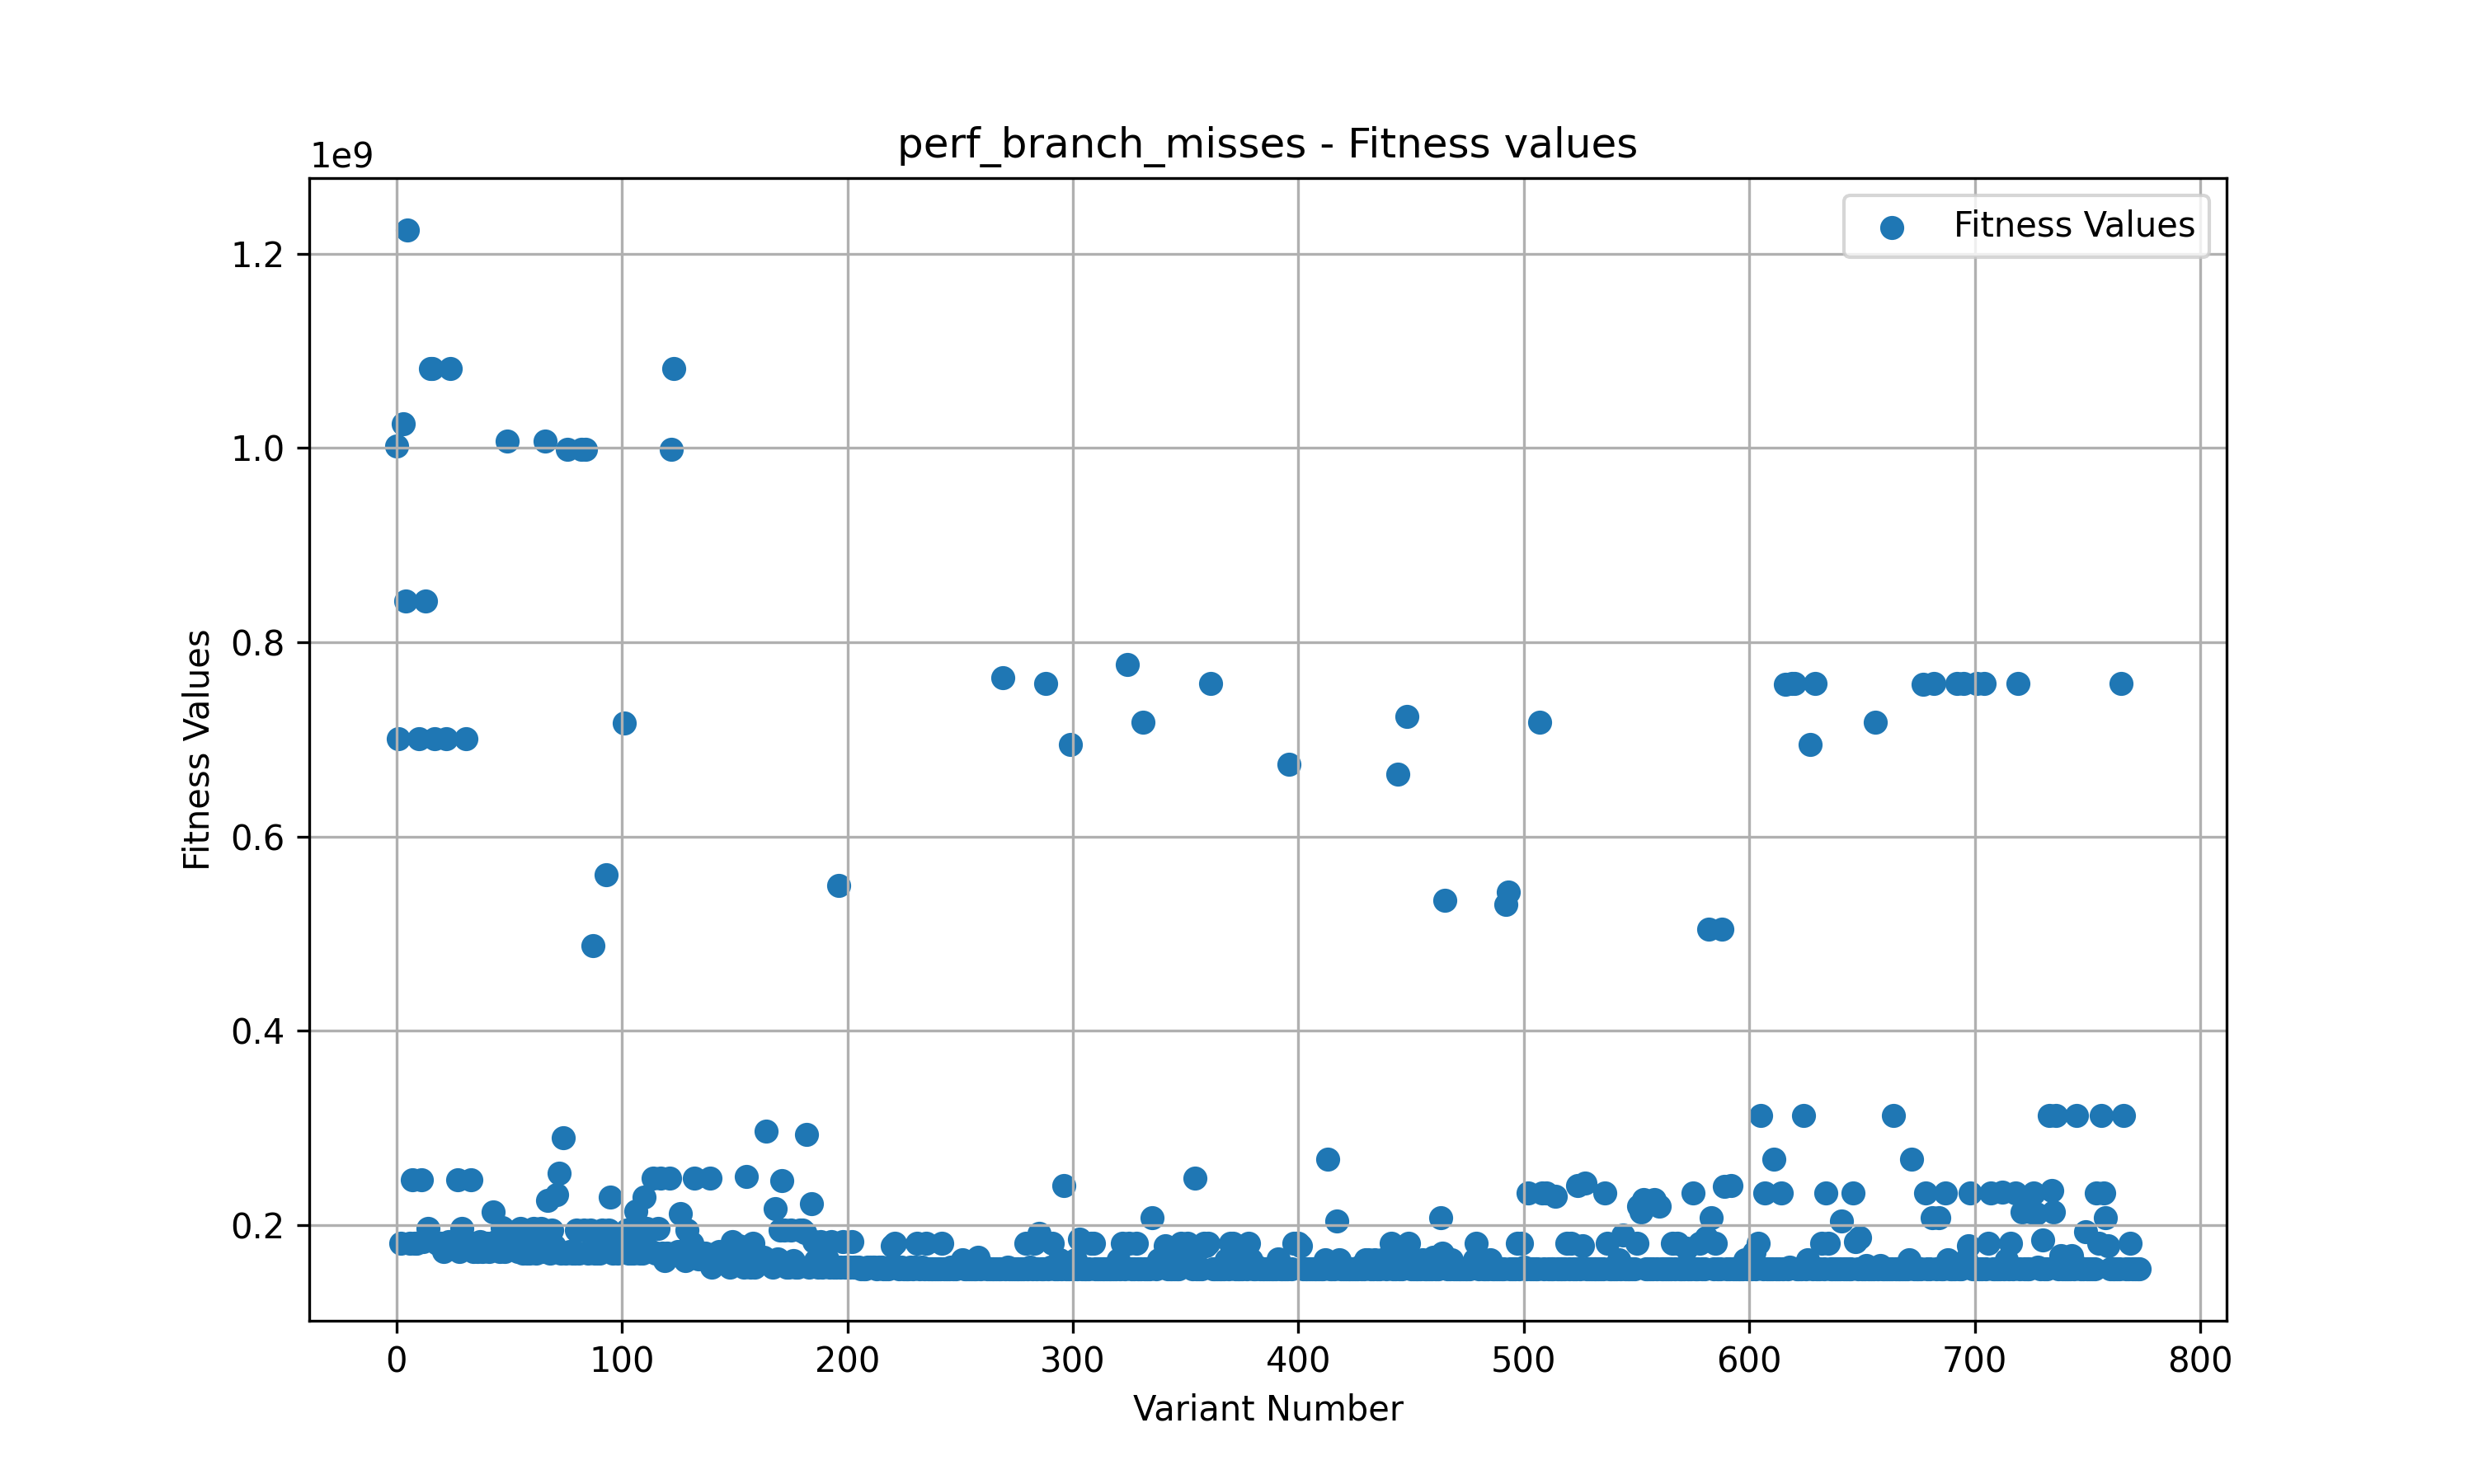 perf_branch_misses - Fitness values
1e9
Fitness Values
1.2
1.0
0.8
0.6
0.4
0.2
Fitness Values
0 100 200 300 400 500 600 700 800
Variant Number